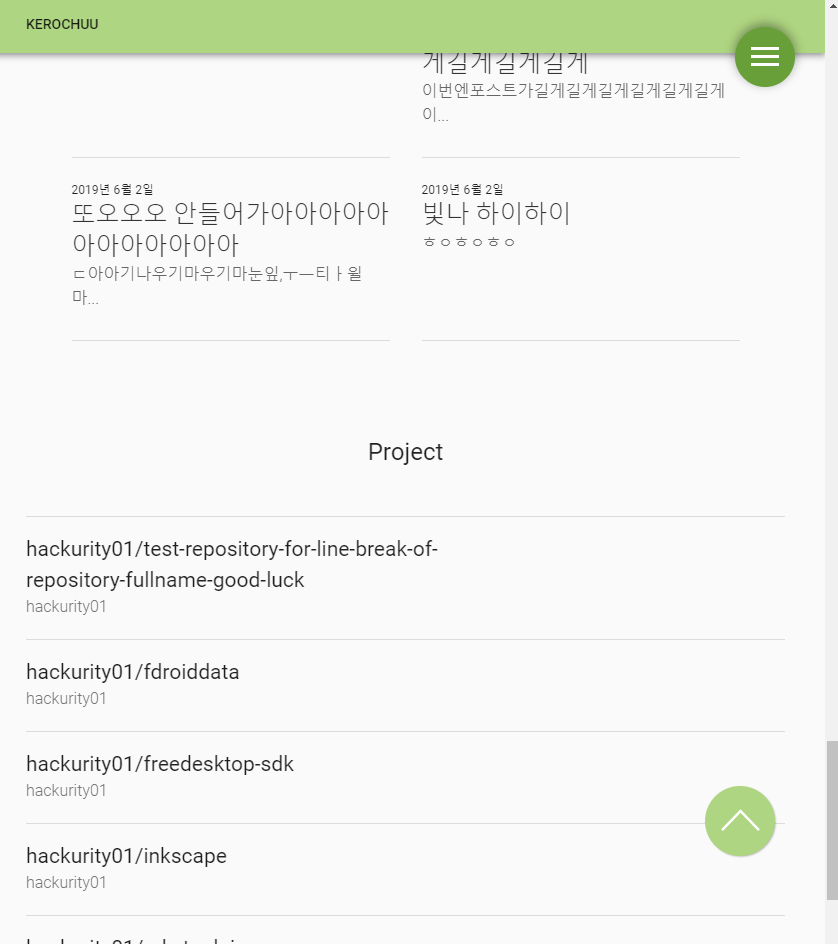 KEROCHUU
게길게길게길게
이번엔포스트가길게길게길게길게길게길게
이...
2019년 6월 2일
또오오오 안들어가아아아아아
아아아아아아아
ㄷ아아기나우기마우기마눈잎,ㅜㅡ티ㅏ윌
마...
2019년 6월 2일
빛나 하이하이
ㅎㅇㅎㅇㅎㅇ
Project
hackurity01/test-repository-for-line-break-of-
repository-fullname-good-luck
hackurity01
hackurity01/fdroiddata
hackurity01
hackurity01/freedesktop-sdk
hackurity01
hackurity01/inkscape
hackurity01